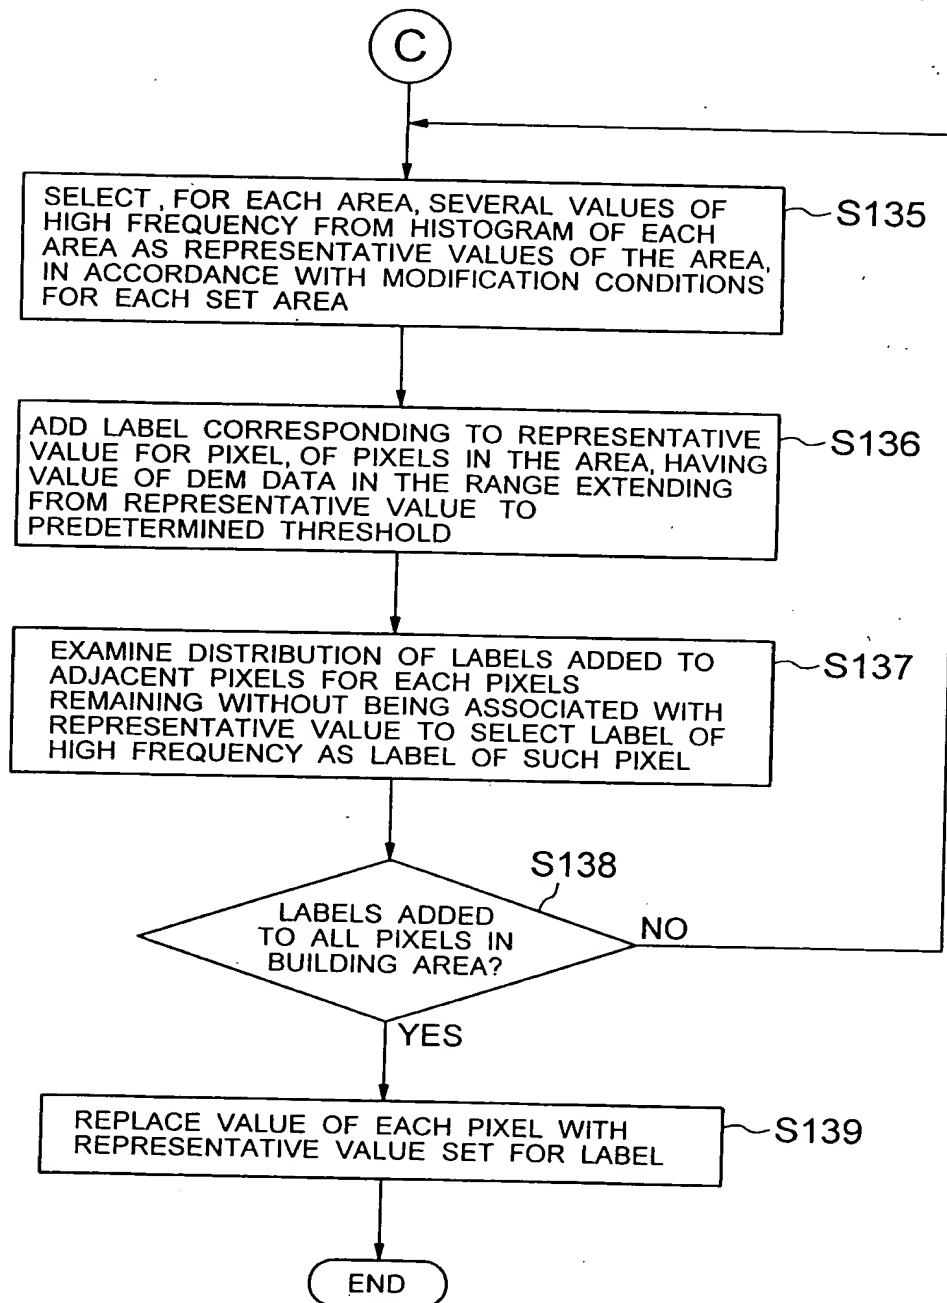 C
SELECT, FOR EACH AREA, SEVERAL VALUES OF
HIGH FREQUENCY FROM HISTOGRAM OF EACH
AREA AS REPRESENTATIVE VALUES OF THE AREA,
IN ACCORDANCE WITH MODIFICATION CONDITIONS
FOR EACH SET AREA
S135
ADD LABEL CORRESPONDING TO REPRESENTATIVE
VALUE FOR PIXEL, OF PIXELS IN THE AREA, HAVING
VALUE OF DEM DATA IN THE RANGE EXTENDING
FROM REPRESENTATIVE VALUE TO
PREDETERMINED THRESHOLD
S136
EXAMINE DISTRIBUTION OF LABELS ADDED TO
ADJACENT PIXELS FOR EACH PIXELS
REMAINING WITHOUT BEING ASSOCIATED WITH
REPRESENTATIVE VALUE TO SELECT LABEL OF
HIGH FREQUENCY AS LABEL OF SUCH PIXEL
S137
S138
LABELS ADDED
TO ALL PIXELS IN
BUILDING AREA?
NO
YES
REPLACE VALUE OF EACH PIXEL WITH
REPRESENTATIVE VALUE SET FOR LABEL
S139
END